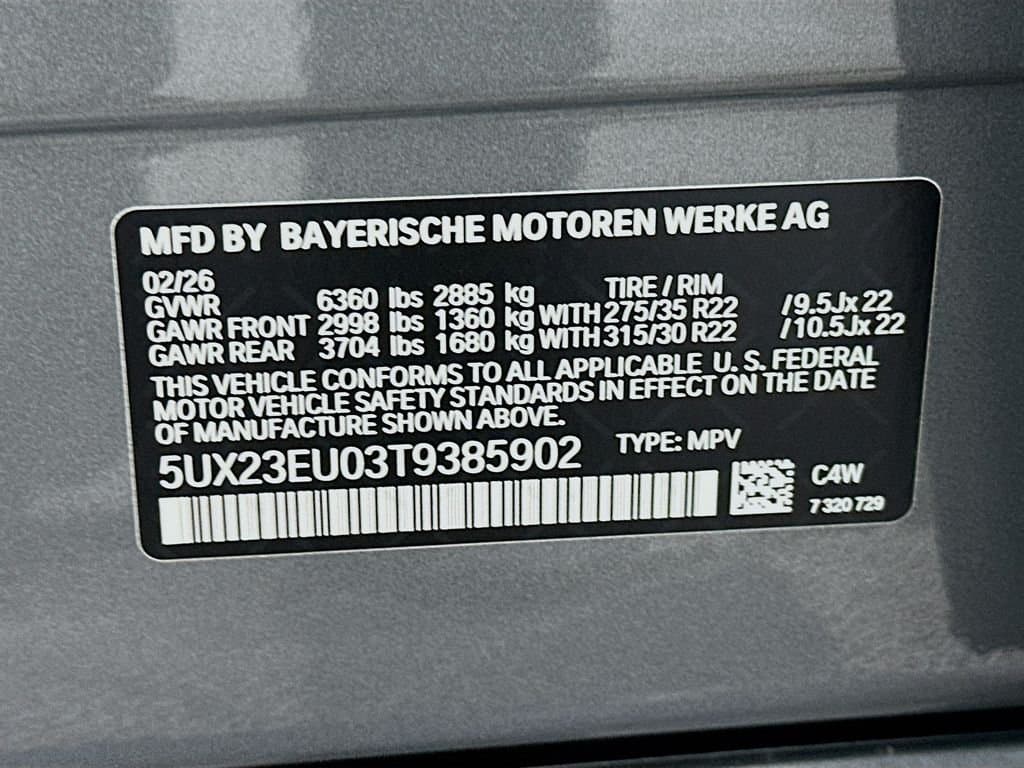 MFD BY BAYERISCHE MOTOREN WERKE AG
02/26 TIRE / RIM
GVWR 6360 lbs 2885 kg
GAWR FRONT 2998 lbs 1360 kg WITH 275/35 R22 /9.5Jx 22
GAWR REAR 3704 lbs 1680 kg WITH 315/30 R22 /10.5Jx 22
THIS VEHICLE CONFORMS TO ALL APPLICABLE U. S. FEDERAL
MOTOR VEHICLE SAFETY STANDARDS IN EFFECT ON THE DATE
OF MANUFACTURE SHOWN ABOVE.
5UX23EU03T9385902 TYPE: MPV
C4W
7 320 729